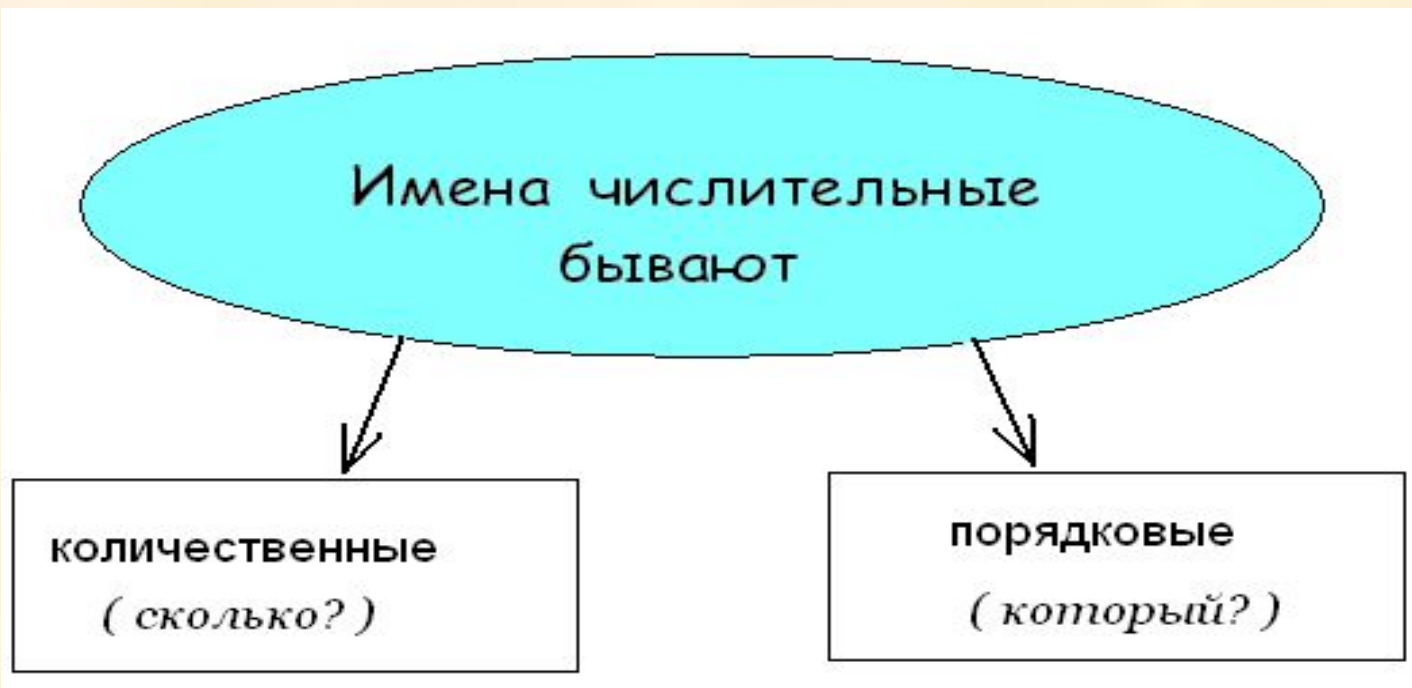 Имена числительные
бывают
количественные
( сколько? )
порядковые
( который? )